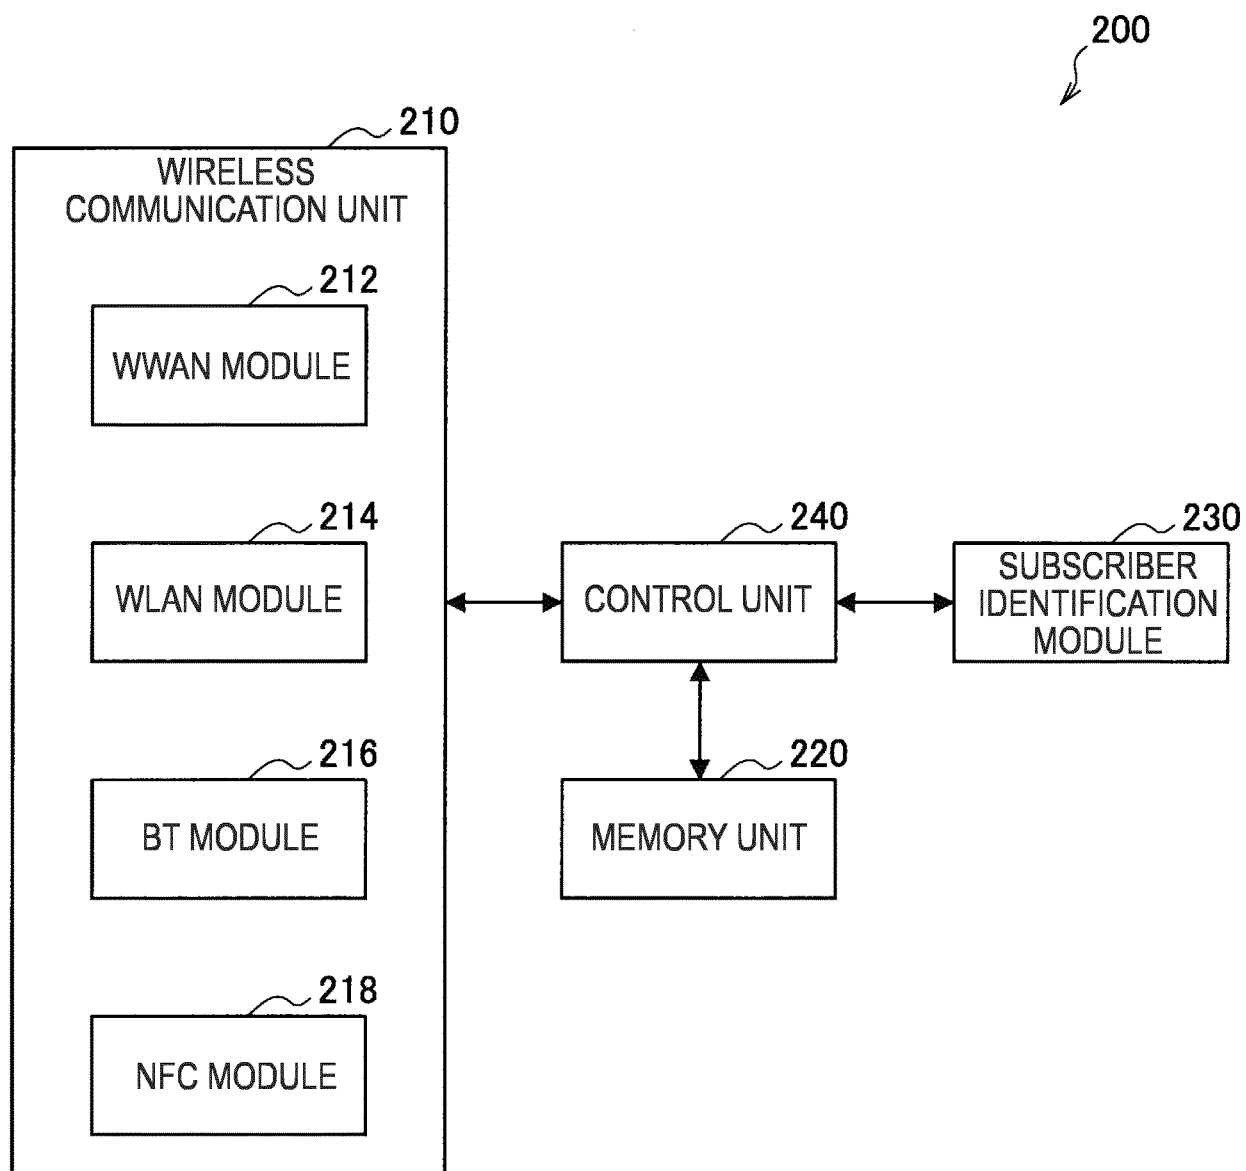 200
210
WIRELESS
COMMUNICATION UNIT
212
WWAN MODULE
214
WLAN MODULE
240
CONTROL UNIT
230
SUBSCRIBER
IDENTIFICATION
MODULE
216
BT MODULE
220
MEMORY UNIT
218
NFC MODULE